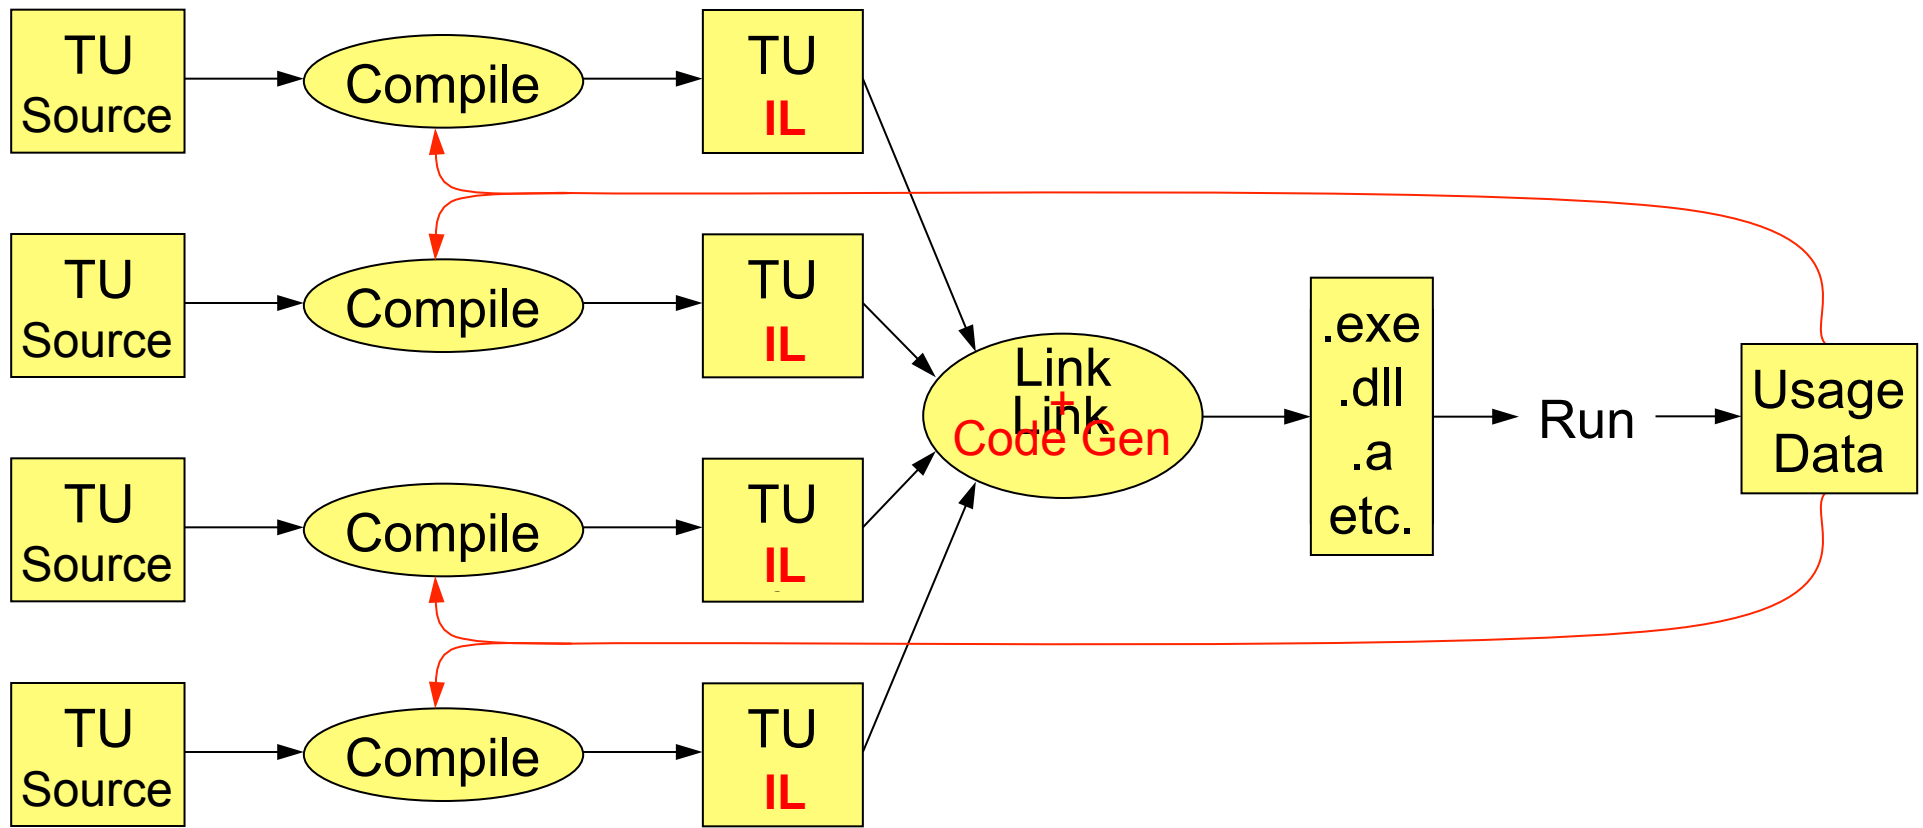 TU
Source
Compile
TU
IL
TU
Source
Compile
TU
IL
TU
Source
Compile
TU
IL
TU
Source
Compile
TU
IL
Link
+
Link
Code Gen
.exe
.dll
.a
etc.
Run
Usage
Data